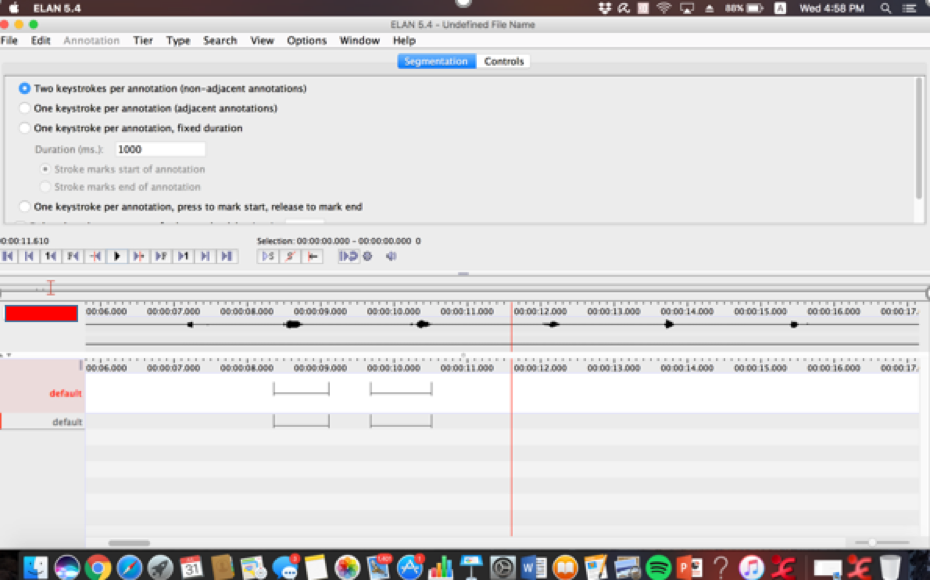 ELAN 5.4 88% A Wed 4:58 PM
ELAN 5.4 - Undefined File Name
File Edit Annotation Tier Type Search View Options Window Help
Segmentation Controls
Two keystrokes per annotation (non-adjacent annotations)
One keystroke per annotation (adjacent annotations)
One keystroke per annotation, fixed duration
Duration (ms.): 1000
Stroke marks start of annotation
Stroke marks end of annotation
One keystroke per annotation, press to mark start, release to mark end
0:00:11.610 Selection: 00:00:00.000 - 00:00:00.000 0
00:06.000 00:00:07.000 00:00:08.000 00:00:09.000 00:00:10.000 00:00:11.000 00:00:12.000 00:00:13.000 00:00:14.000 00:00:15.000 00:00:16.000 00:00:17.
00:06.000 00:00:07.000 00:00:08.000 00:00:09.000 00:00:10.000 00:00:11.000 00:00:12.000 00:00:13.000 00:00:14.000 00:00:15.000 00:00:16.000 00:00:17.
default
default
31